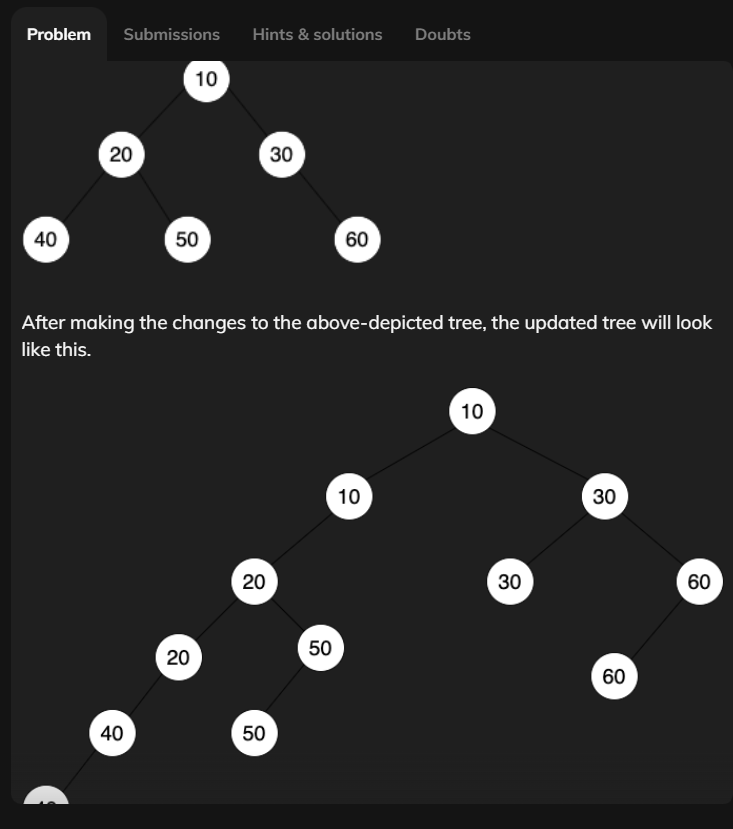 Problem Submissions Hints & solutions Doubts
10
20 30
40 50 60
After making the changes to the above-depicted tree, the updated tree will look
like this.
10
10 30
20 30 60
20 50 60
40 50